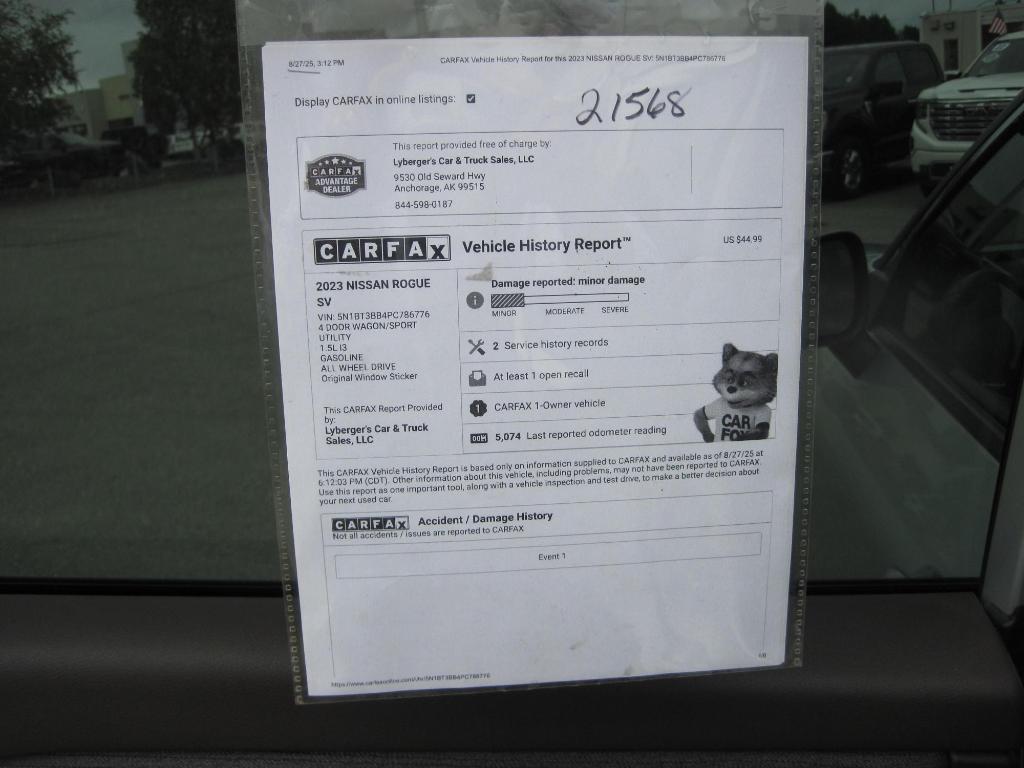 8/27/25, 3:12 PM
CARFAX Vehicle History Report for this 2023 NISSAN ROGUE SV: 5N1BT3BB4PC786776
Display CARFAX in online listings:
21568
This report provided free of charge by:
Lyberger's Car & Truck Sales, LLC
9530 Old Seward Hwy
Anchorage, AK 99515
844-598-0187
CARFAX
ADVANTAGE
DEALER
CARFAX Vehicle History Report™
US $44.99
2023 NISSAN ROGUE
SV
VIN: 5N1BT3BB4PC786776
4 DOOR WAGON/SPORT
UTILITY
1.5L I3
GASOLINE
ALL WHEEL DRIVE
Original Window Sticker
This CARFAX Report Provided
by:
Lyberger's Car & Truck
Sales, LLC
Damage reported: minor damage
MINOR MODERATE SEVERE
2 Service history records
At least 1 open recall
1 CARFAX 1-Owner vehicle
5,074 Last reported odometer reading
CAR
FOX
This CARFAX Vehicle History Report is based only on information supplied to CARFAX and available as of 8/27/25 at
6:12:03 PM (CDT). Other information about this vehicle, including problems, may not have been reported to CARFAX.
Use this report as one important tool, along with a vehicle inspection and test drive, to make a better decision about
your next used car.
CARFAX Accident / Damage History
Not all accidents / issues are reported to CARFAX
Event 1
1/8